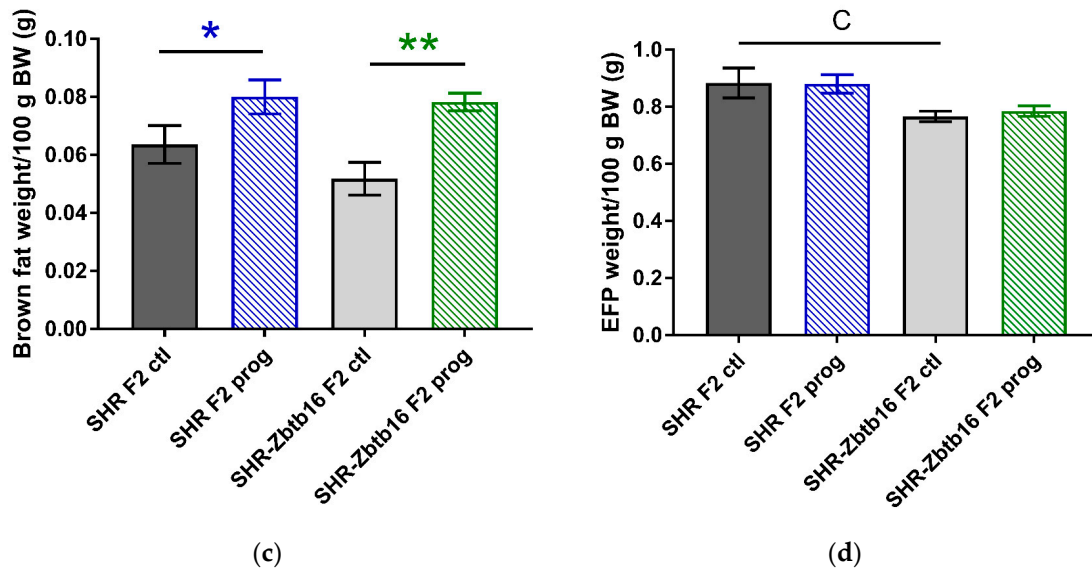 Brown fat weight/100 g BW (g)
0.10
0.08
0.06
0.04
0.02
0.00
*
**
SHR F2 ctl
SHR F2 prog
SHR-Zbtb16 F2 ctl
SHR-Zbtb16 F2 prog
(c)
EFP weight/100 g BW (g)
1.0
0.8
0.6
0.4
0.2
0.0
C
SHR F2 ctl
SHR F2 prog
SHR-Zbtb16 F2 ctl
SHR-Zbtb16 F2 prog
(d)